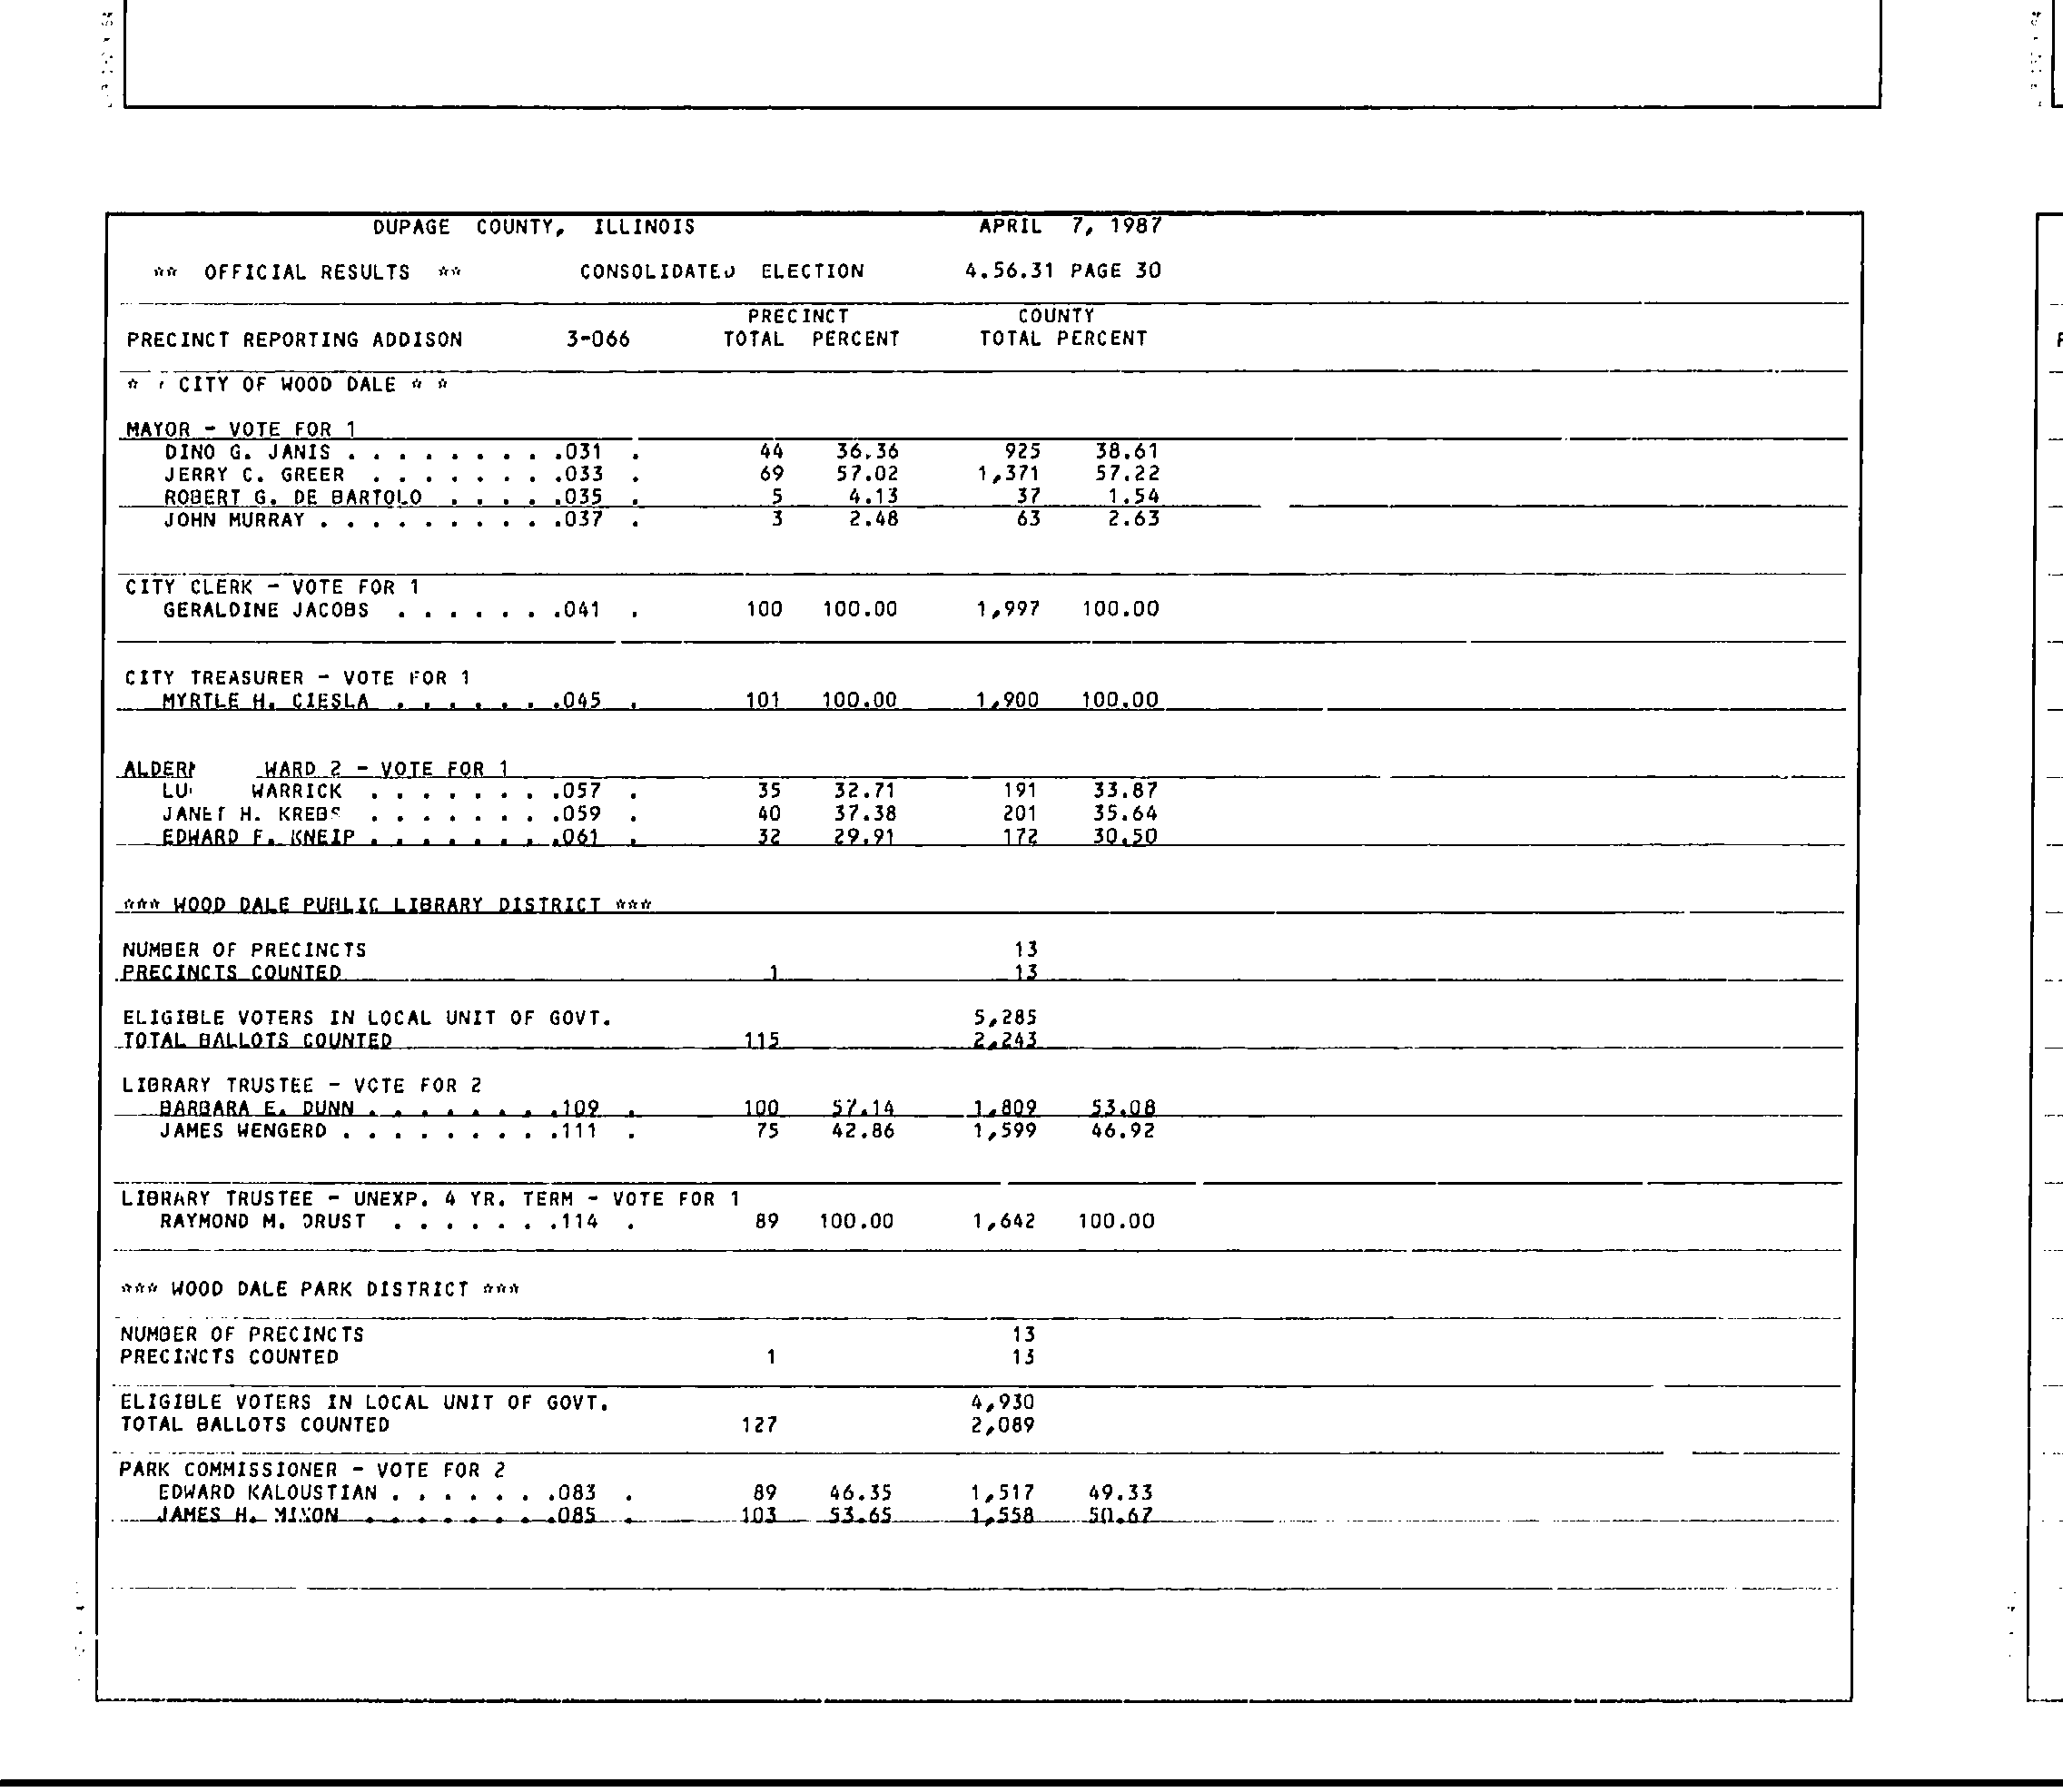 DUPAGE COUNTY, ILLINOIS APRIL 7, 1987
** OFFICIAL RESULTS ** CONSOLIDATED ELECTION 4.56.31 PAGE 30
PRECINCT COUNTY
PRECINCT REPORTING ADDISON 3-066 TOTAL PERCENT TOTAL PERCENT
* * CITY OF WOOD DALE * *
MAYOR - VOTE FOR 1
DINO G. JANIS . . . . . . . . .031 . 44 36.36 925 38.61
JERRY C. GREER . . . . . . . .033 . 69 57.02 1,371 57.22
ROBERT G. DE BARTOLO . . . . .035 . 5 4.13 37 1.54
JOHN MURRAY . . . . . . . . . .037 . 3 2.48 63 2.63
CITY CLERK - VOTE FOR 1
GERALDINE JACOBS . . . . . . .041 . 100 100.00 1,997 100.00
CITY TREASURER - VOTE FOR 1
MYRTLE H. CIESLA . . . . . . .045 . 101 100.00 1,900 100.00
WARD 2 - VOTE FOR 1
WARRICK . . . . . . . .057 . 35 32.71 191 33.87
JANET H. KREBS . . . . . . . .059 . 40 37.38 201 35.64
EDWARD F. KNEIP . . . . . . . .061 . 32 29.91 172 30.50
*** WOOD DALE PUBLIC LIBRARY DISTRICT ***
NUMBER OF PRECINCTS 13
PRECINCTS COUNTED 1 13
ELIGIBLE VOTERS IN LOCAL UNIT OF GOVT. 5,285
TOTAL BALLOTS COUNTED 115 2,243
LIBRARY TRUSTEE - VOTE FOR 2
BARBARA E. DUNN . . . . . . . .109 . 100 57.14 1,809 53.08
JAMES WENGERD . . . . . . . . .111 . 75 42.86 1,599 46.92
LIBRARY TRUSTEE - UNEXP. 4 YR. TERM - VOTE FOR 1
RAYMOND M. DRUST . . . . . . .114 . 89 100.00 1,642 100.00
*** WOOD DALE PARK DISTRICT ***
NUMBER OF PRECINCTS 13
PRECINCTS COUNTED 1 13
ELIGIBLE VOTERS IN LOCAL UNIT OF GOVT. 4,930
TOTAL BALLOTS COUNTED 127 2,089
PARK COMMISSIONER - VOTE FOR 2
EDWARD KALOUSTIAN . . . . . . .083 . 89 46.35 1,517 49.33
JAMES H. MIXON . . . . . . . .085 . 103 53.65 1,558 50.67